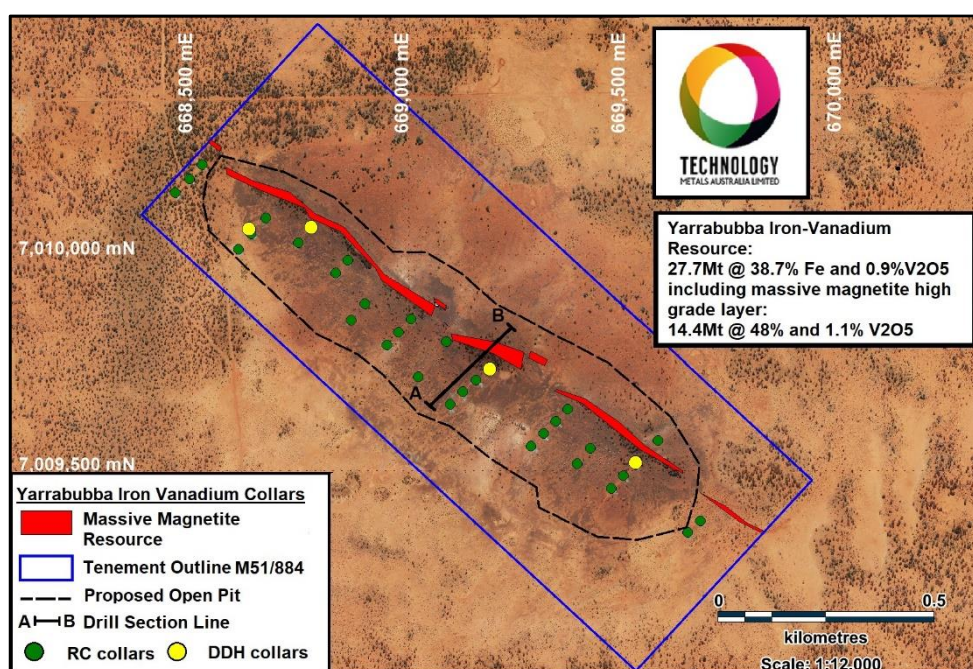 668,500 mE
669,000 mE
669,500 mE
670,000 mE
TECHNOLOGY
METALS AUSTRALIA LIMITED
7,010,000 mN
Yarrabubba Iron-Vanadium
Resource:
27.7Mt @ 38.7% Fe and 0.9%V2O5
including massive magnetite high
grade layer:
14.4Mt @ 48% and 1.1% V2O5
B
A
7,009,500 mN
Yarrabubba Iron Vanadium Collars
Massive Magnetite
Resource
Tenement Outline M51/884
Proposed Open Pit
A B Drill Section Line
RC collars DDH collars
0 0.5
kilometres
Scale: 1:12,000